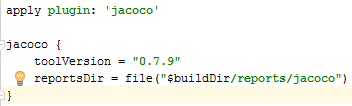 apply plugin: 'jacoco'
jacoco {
    toolVersion = "0.7.9"
    reportsDir = file("$buildDir/reports/jacoco")
}